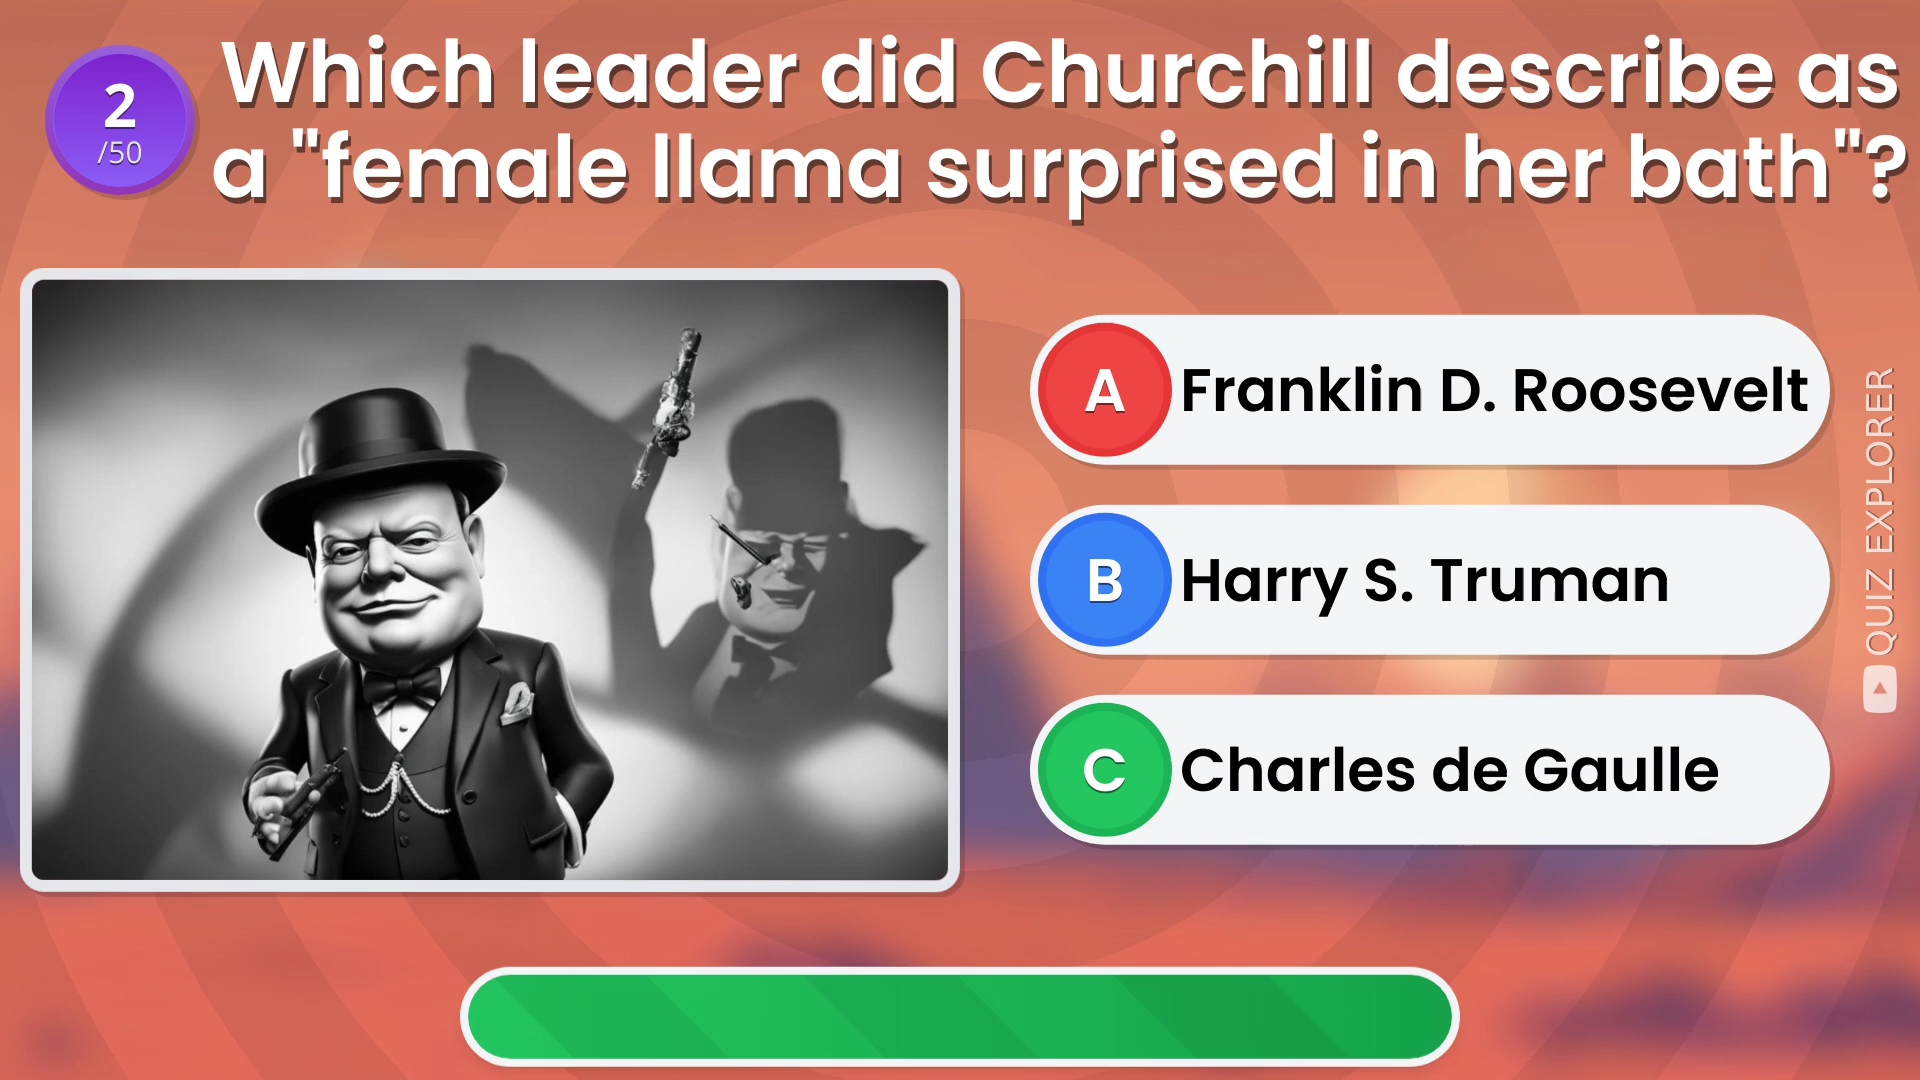 2
/50
Which leader did Churchill describe as
a "female llama surprised in her bath"?
A Franklin D. Roosevelt
B Harry S. Truman
C Charles de Gaulle
QUIZ EXPLORER